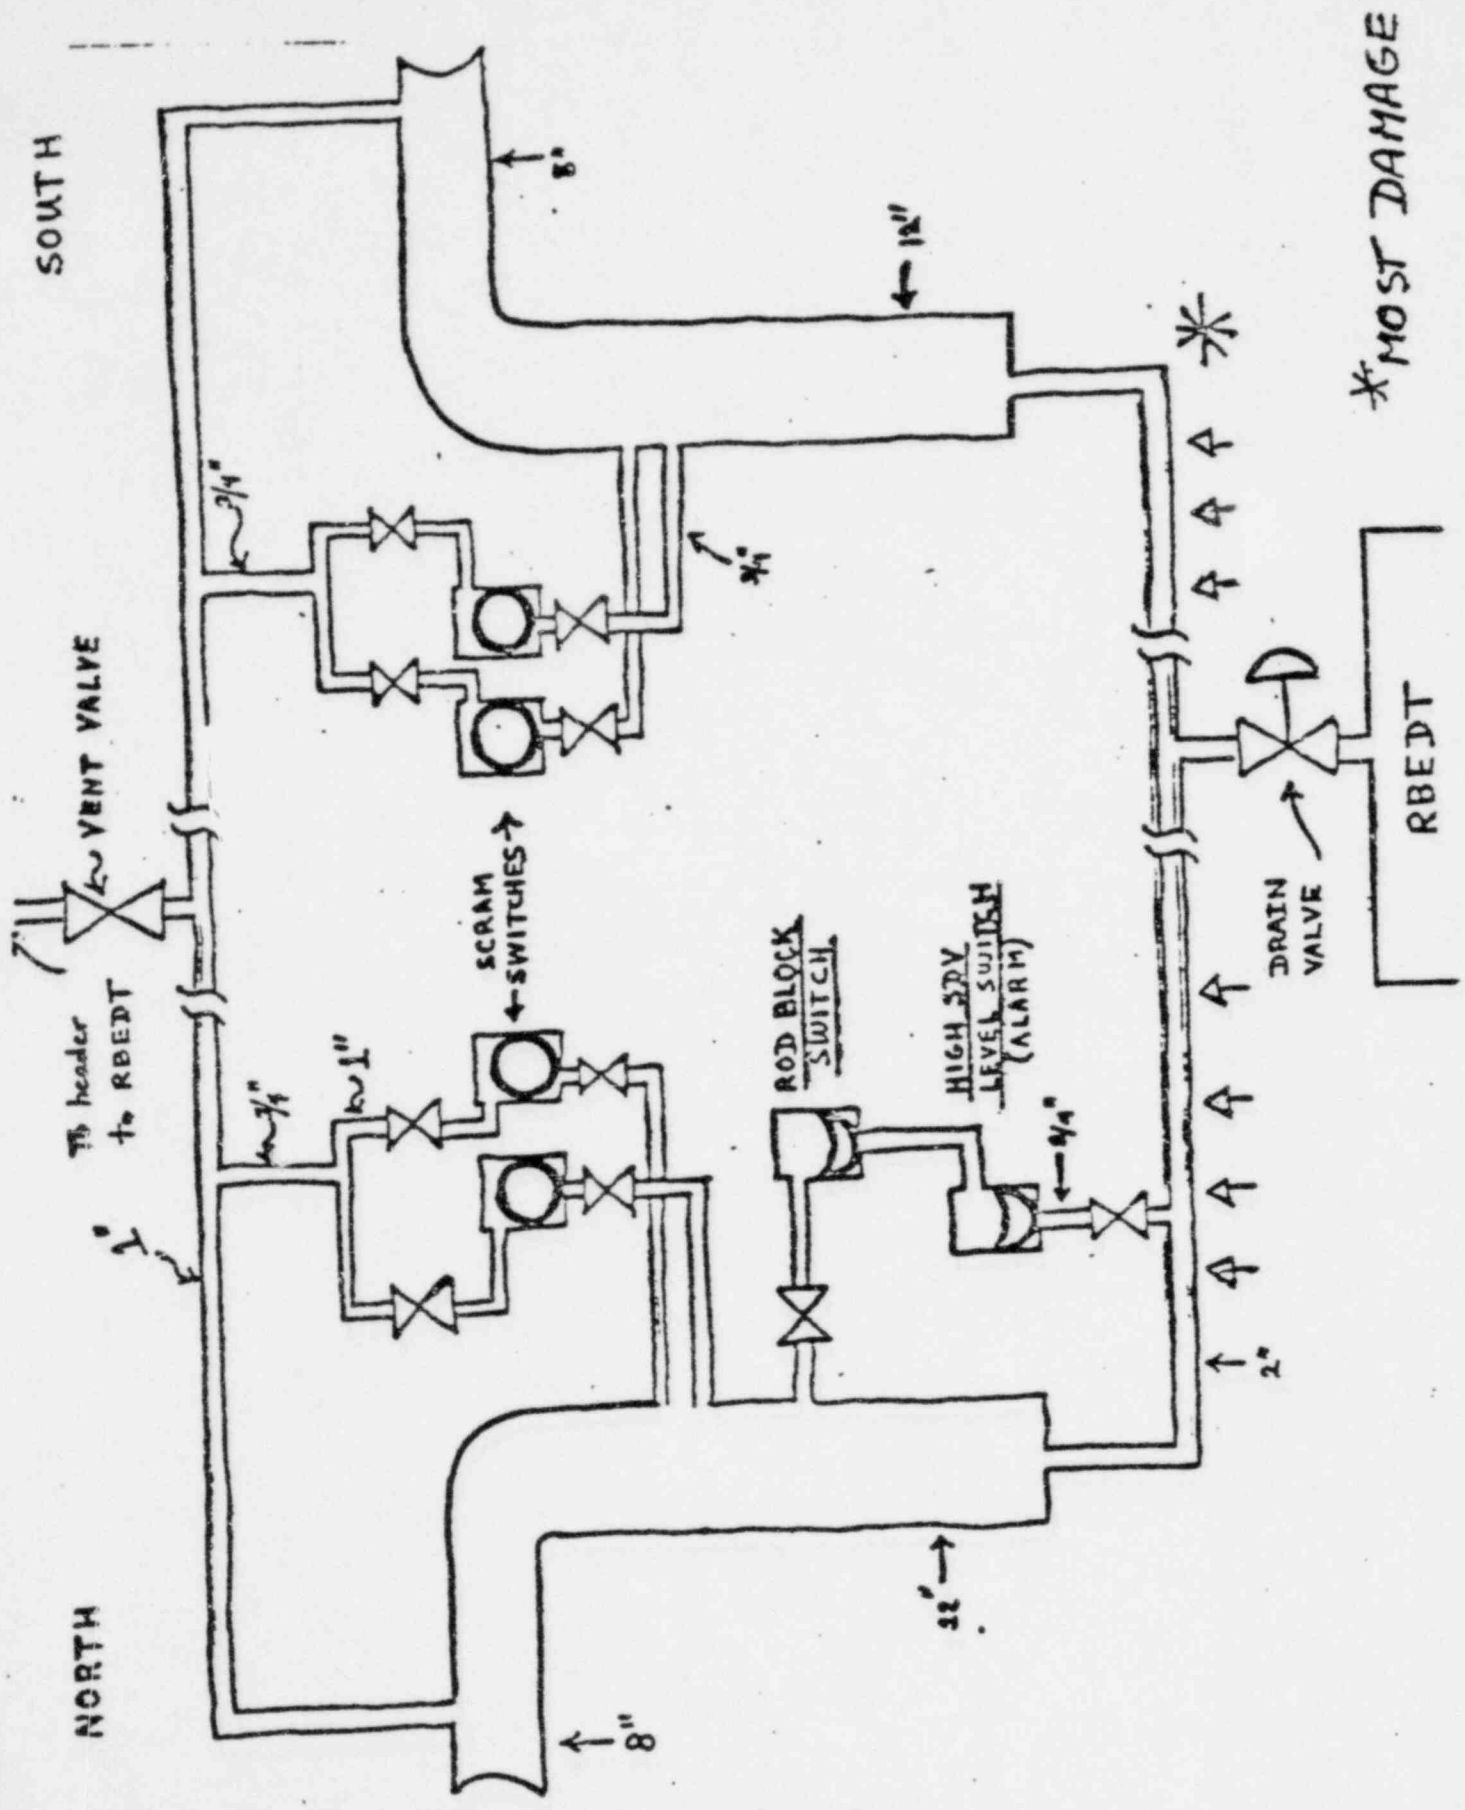 NORTH
SOUTH
VENT VALVE
To header
to RBEDT
1"
3/4"
1"
3/4"
SCRAM
←SWITCHES→
8"
8"
3/4"
ROD BLOCK
SWITCH
12"
12"
HIGH SDV
LEVEL SWITCH
(ALARM)
3/4"
2"
DRAIN
VALVE
RBEDT
*MOST DAMAGE